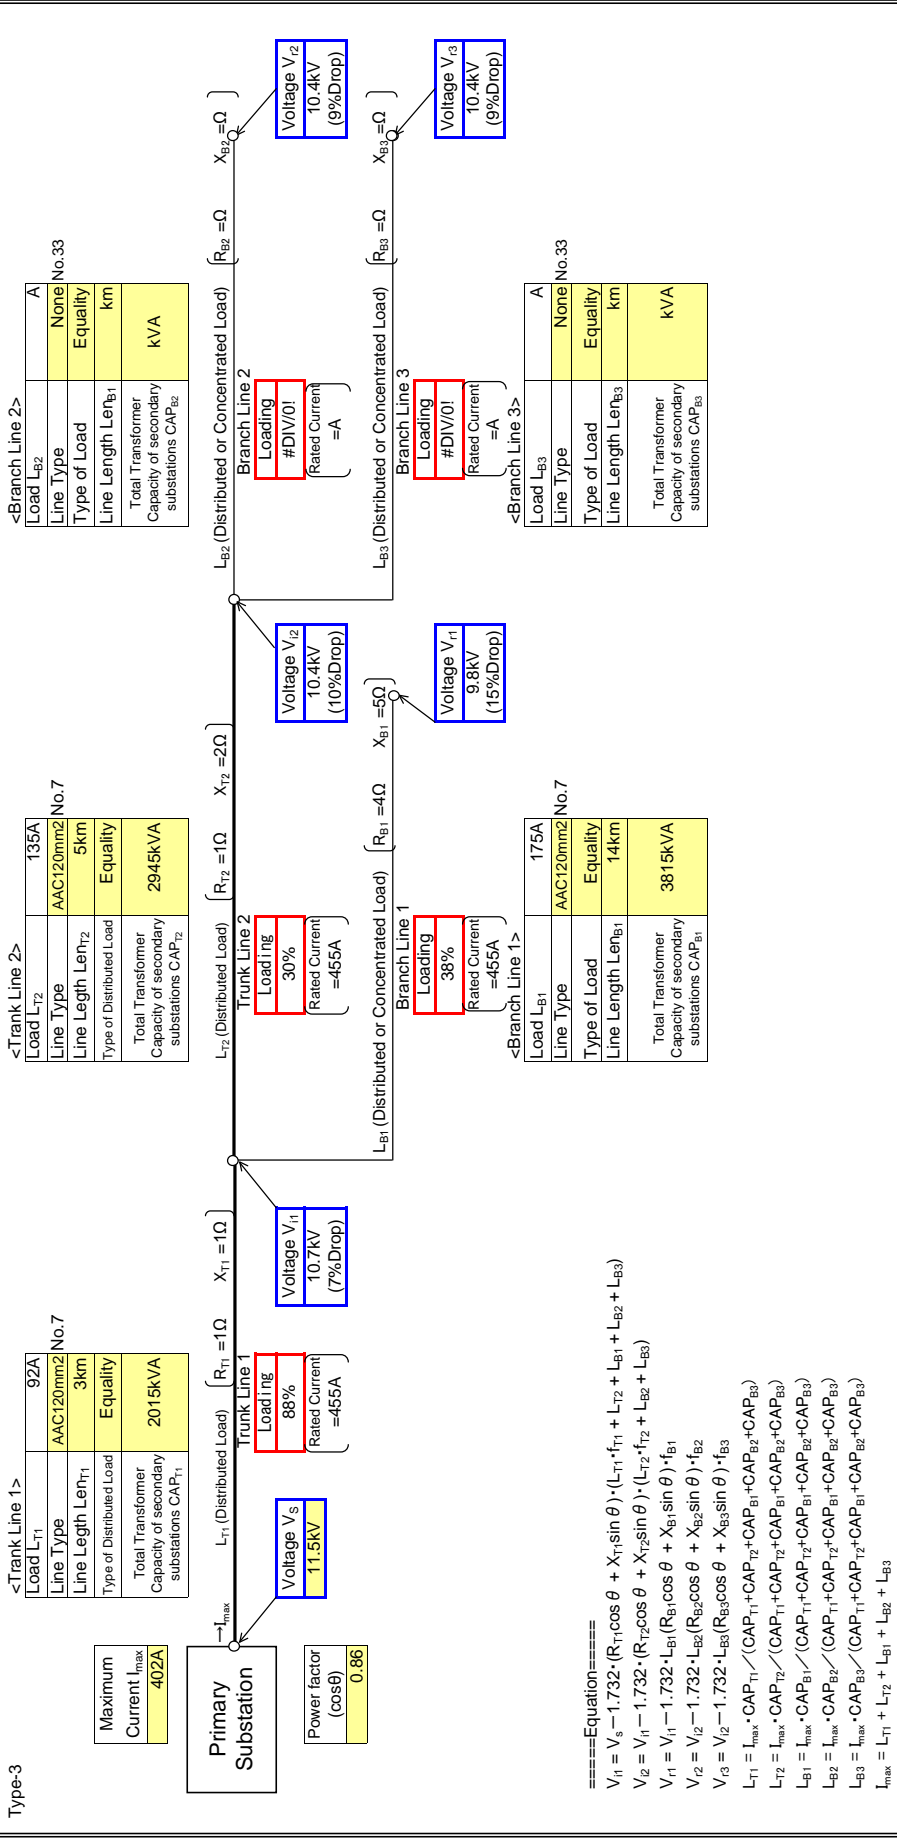 Type-3
Maximum
Current Imax
402A
Primary
Substation
Power factor
(cosθ)
0.86
→Imax
Voltage VS
11.5kV
<Trank Line 1>
Load LT1 92A
Line Type AAC120mm2 No.7
Line Length LenT1 3km
Type of Distributed Load Equality
Total Transformer
Capacity of secondary
substations CAPT1
2015kVA
LT1 (Distributed Load) (RT1 =1Ω XT1 =1Ω)
Trunk Line 1
Loading
88%
(Rated Current
=455A)
Voltage Vi1
10.7kV
(7%Drop)
<Trank Line 2>
Load LT2 135A
Line Type AAC120mm2 No.7
Line Legth LenT2 5km
Type of Distributed Load Equality
Total Transformer
Capacity of secondary
substations CAPT2
2945kVA
LT2 (Distributed Load) (RT2 =1Ω XT2 =2Ω)
Trunk Line 2
Loading
30%
(Rated Current
=455A)
Voltage Vi2
10.4kV
(10%Drop)
LB1 (Distributed or Concentrated Load) (RB1 =4Ω XB1 =5Ω)
Branch Line 1
Loading
38%
(Rated Current
=455A)
Voltage Vr1
9.8kV
(15%Drop)
<Branch Line 1>
Load LB1 175A
Line Type AAC120mm2 No.7
Type of Load Equality
Line Length LenB1 14km
Total Transformer
Capacity of secondary
substations CAPB1
3815kVA
<Branch Line 2>
Load LB2 A
Line Type None No.33
Type of Load Equality
Line Length LenB1 km
Total Transformer
Capacity of secondary
substations CAPB2
kVA
LB2 (Distributed or Concentrated Load) (RB2 =Ω XB2 =Ω)
Branch Line 2
Loading
#DIV/0!
(Rated Current
=A)
Voltage Vr2
10.4kV
(9%Drop)
LB3 (Distributed or Concentrated Load) (RB3 =Ω XB3 =Ω)
Branch Line 3
Loading
#DIV/0!
(Rated Current
=A)
Voltage Vr3
10.4kV
(9%Drop)
<Branch Line 3>
Load LB3 A
Line Type None No.33
Type of Load Equality
Line Length LenB3 km
Total Transformer
Capacity of secondary
substations CAPB3
kVA
=====Equation=====
Vi1 = Vs−1.732・(RT1cos θ + XT1sin θ)・(LT1・fT1 + LT2 + LB1 + LB2 + LB3)
Vi2 = Vi1−1.732・(RT2cos θ + XT2sin θ)・(LT2・fT2 + LB2 + LB3)
Vr1 = Vi1−1.732・LB1(RB1cos θ + XB1sin θ)・fB1
Vr2 = Vi2−1.732・LB2(RB2cos θ + XB2sin θ)・fB2
Vr3 = Vi2−1.732・LB3(RB3cos θ + XB3sin θ)・fB3
LT1 = Imax・CAPT1／(CAPT1+CAPT2+CAPB1+CAPB2+CAPB3)
LT2 = Imax・CAPT2／(CAPT1+CAPT2+CAPB1+CAPB2+CAPB3)
LB1 = Imax・CAPB1／(CAPT1+CAPT2+CAPB1+CAPB2+CAPB3)
LB2 = Imax・CAPB2／(CAPT1+CAPT2+CAPB1+CAPB2+CAPB3)
LB3 = Imax・CAPB3／(CAPT1+CAPT2+CAPB1+CAPB2+CAPB3)
Imax = LT1 + LT2 + LB1 + LB2 + LB3